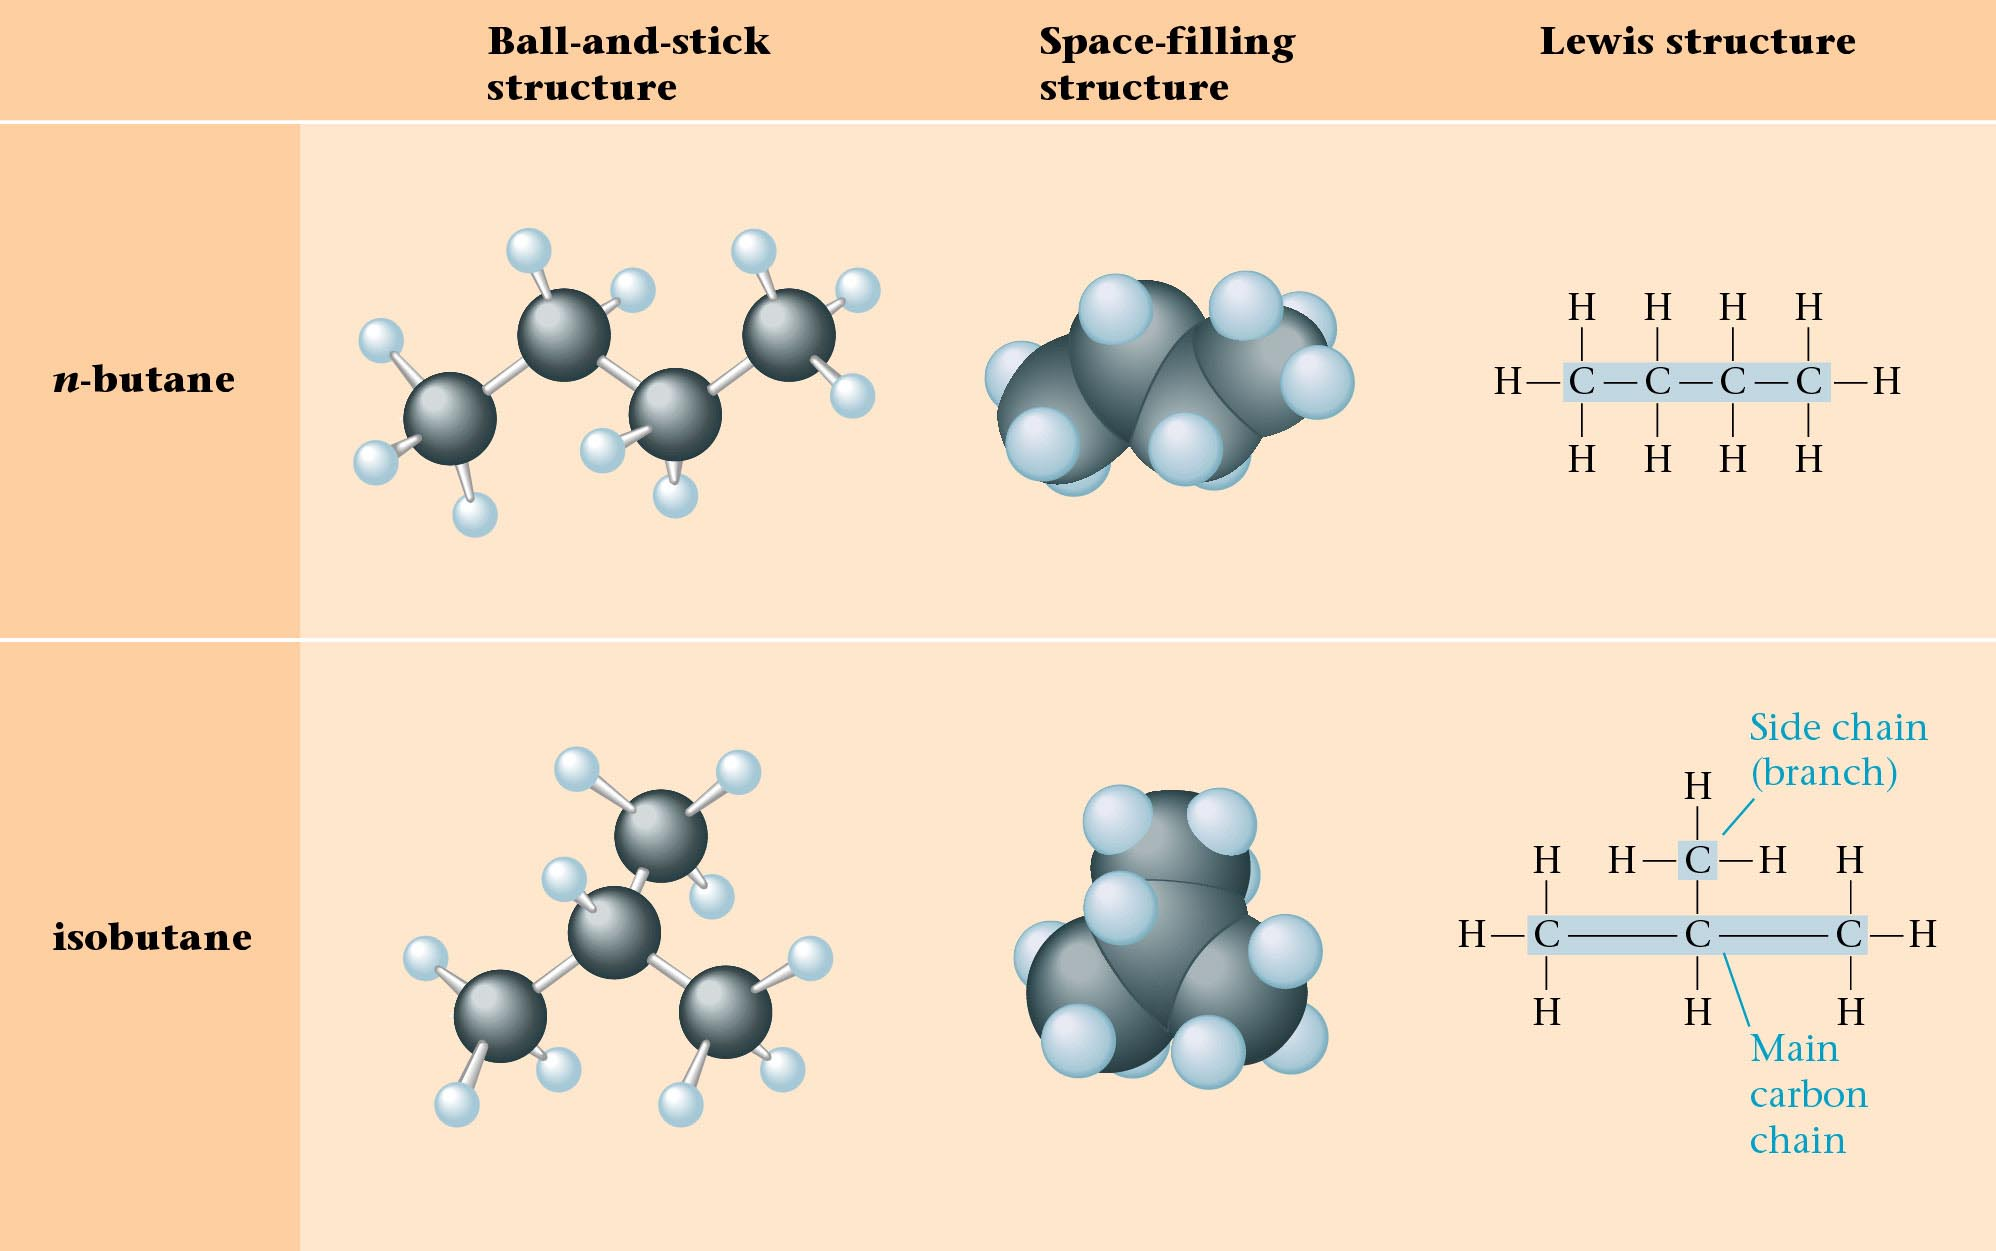 Ball-and-stick
structure
Space-filling
structure
Lewis structure
n-butane
H H H H
H—C—C—C—C—H
H H H H
isobutane
Side chain
(branch)
H
H H—C—H H
H—C—C—C—H
H H H
Main
carbon
chain